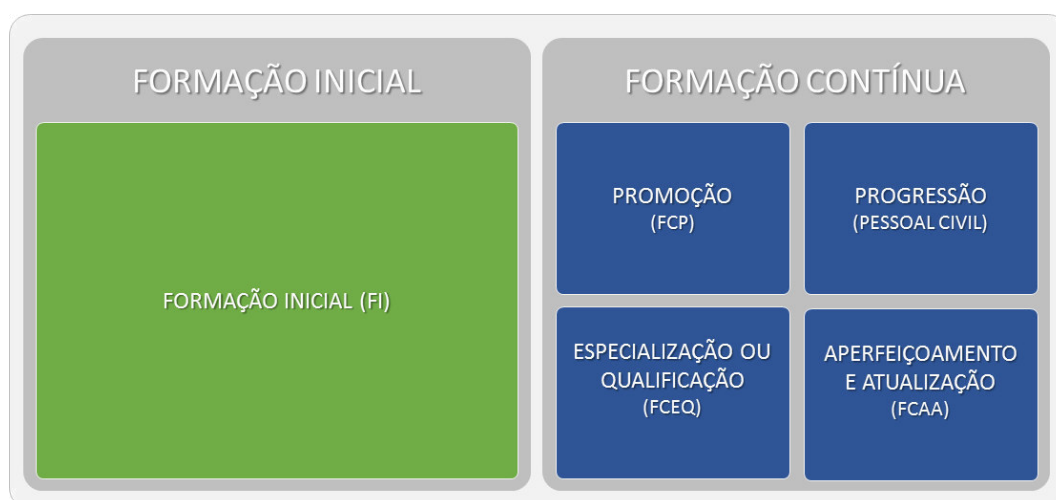 FORMAÇÃO INICIAL
FORMAÇÃO INICIAL (FI)
FORMAÇÃO CONTÍNUA
PROMOÇÃO
(FCP)
PROGRESSÃO
(PESSOAL CIVIL)
ESPECIALIZAÇÃO OU
QUALIFICAÇÃO
(FCEQ)
APERFEIÇOAMENTO
E ATUALIZAÇÃO
(FCAA)